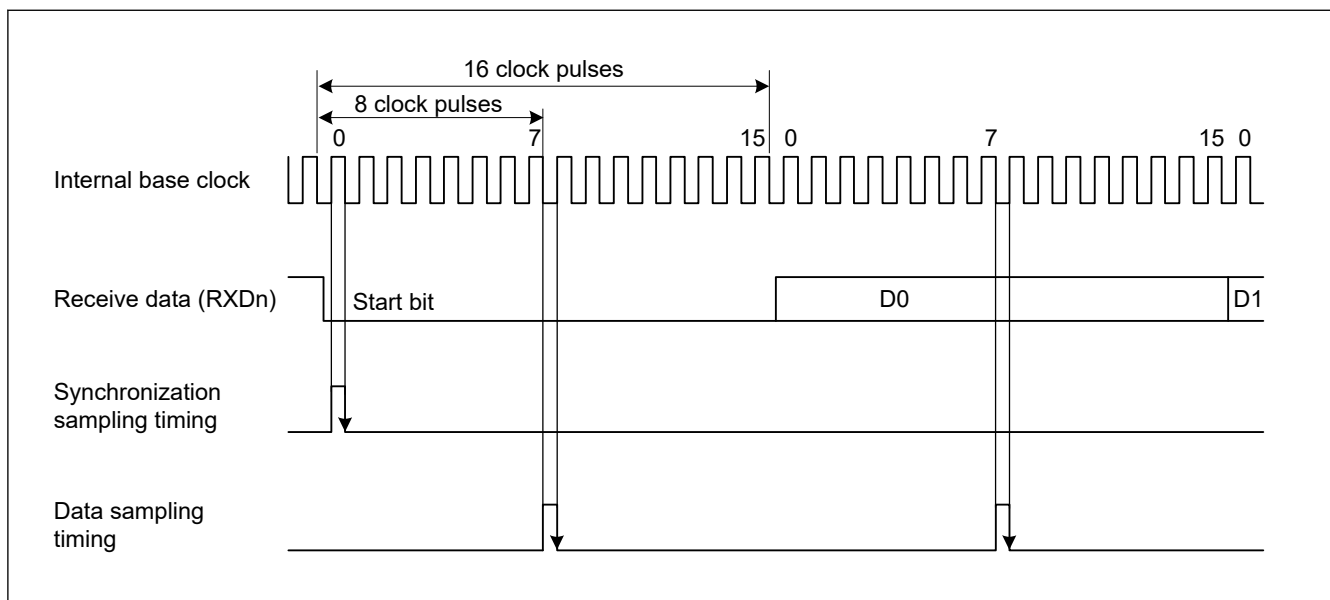 16 clock pulses
8 clock pulses
0 7 15 0 7 15 0
Internal base clock
Receive data (RXDn)
Start bit
D0
D1
Synchronization
sampling timing
Data sampling
timing